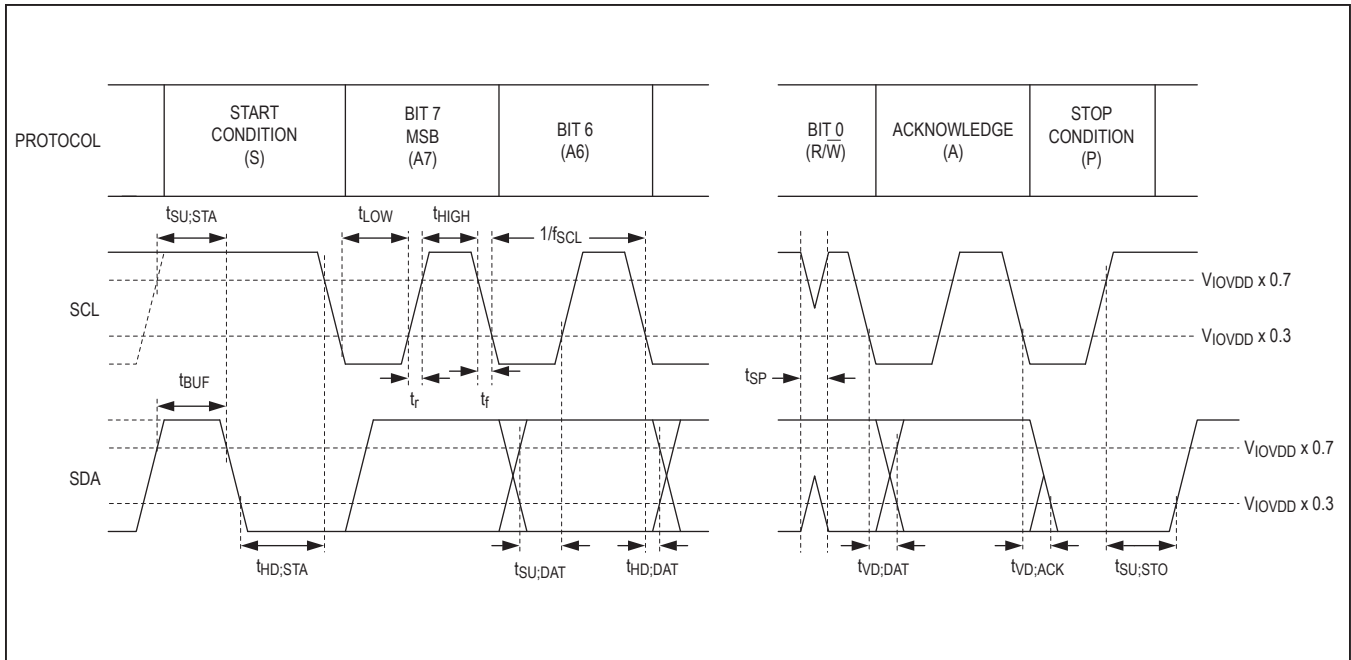 PROTOCOL
START
CONDITION
(S)
BIT 7
MSB
(A7)
BIT 6
(A6)
BIT 0
(R/W̅)
ACKNOWLEDGE
(A)
STOP
CONDITION
(P)
tSU;STA
tLOW
tHIGH
1/fSCL
SCL
VIOVDD x 0.7
VIOVDD x 0.3
tBUF
tr
tf
tSP
SDA
VIOVDD x 0.7
VIOVDD x 0.3
tHD;STA
tSU;DAT
tHD;DAT
tVD;DAT
tVD;ACK
tSU;STO